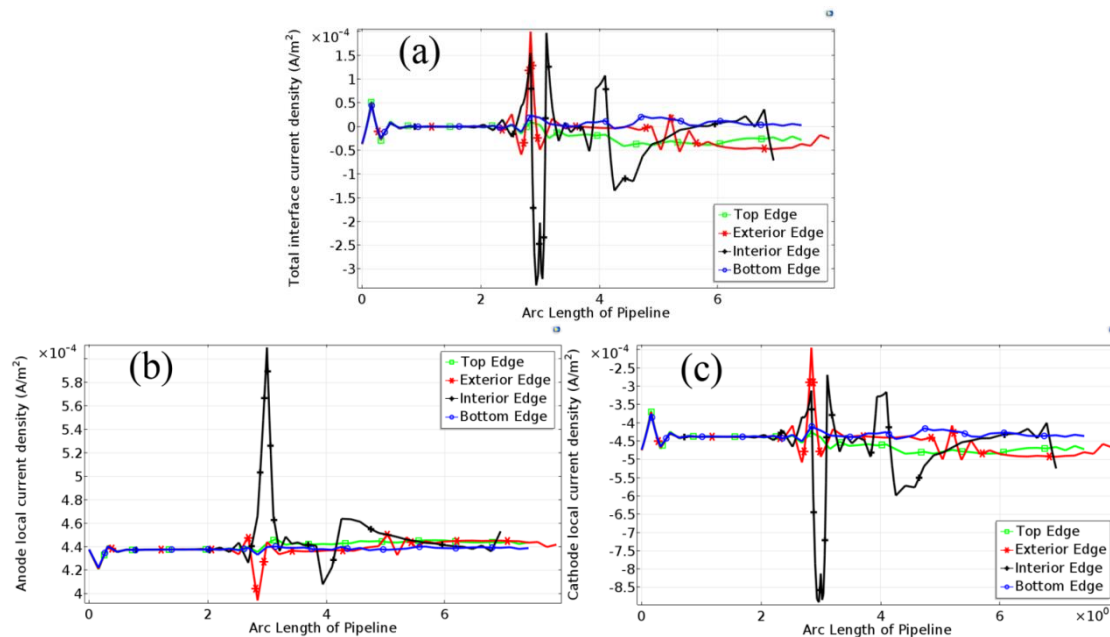 ×10⁻⁴
(a)
Total interface current density (A/m²)
1.5
1
0.5
0
-0.5
-1
-1.5
-2
-2.5
-3
Top Edge
Exterior Edge
Interior Edge
Bottom Edge
0 2 4 6
Arc Length of Pipeline
×10⁻⁴
(b)
Anode local current density (A/m²)
5.8
5.6
5.4
5.2
5
4.8
4.6
4.4
4.2
4
Top Edge
Exterior Edge
Interior Edge
Bottom Edge
0 2 4 6
Arc Length of Pipeline
×10⁻⁴
(c)
Cathode local current density (A/m²)
-2.5
-3
-3.5
-4
-4.5
-5
-5.5
-6
-6.5
-7
-7.5
-8
-8.5
Top Edge
Exterior Edge
Interior Edge
Bottom Edge
0 2 4 6 ×10⁰
Arc Length of Pipeline